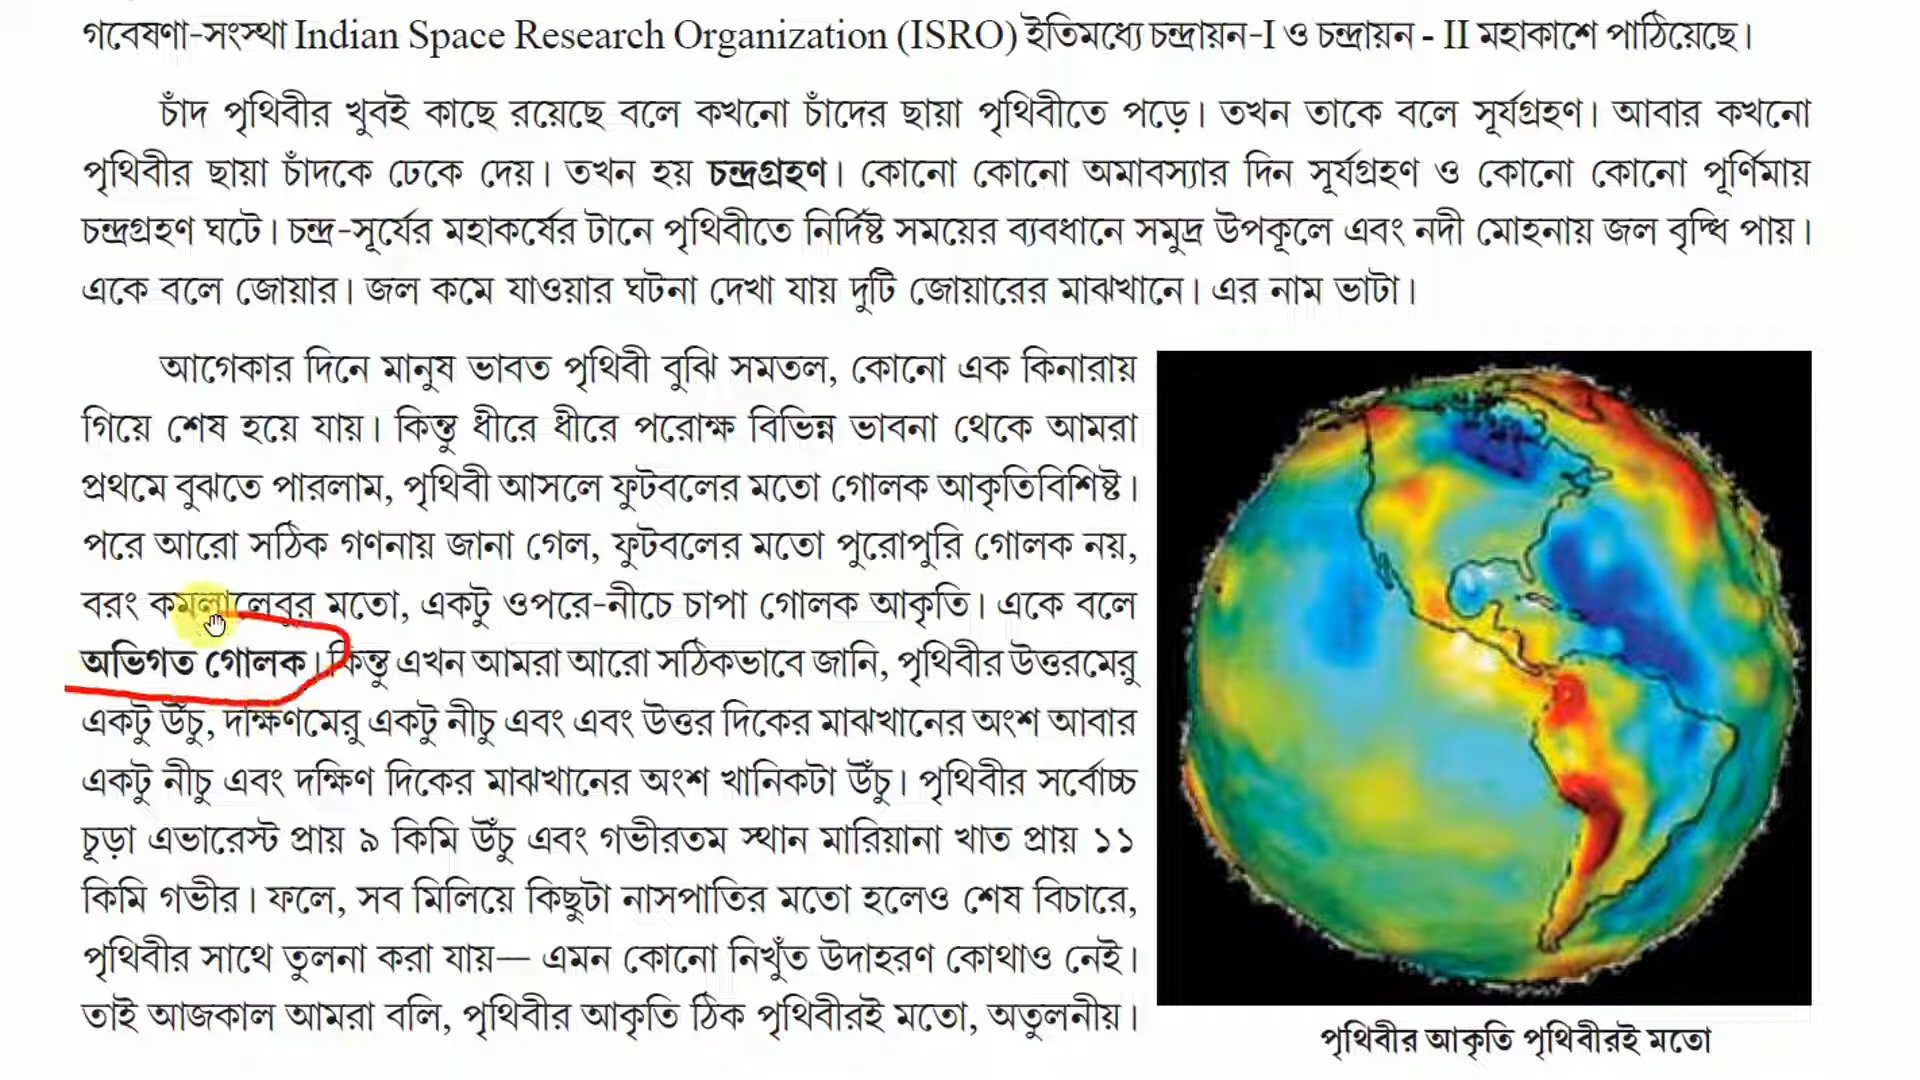 গবেষণা-সংস্থা Indian Space Research Organization (ISRO) ইতিমধ্যে চন্দ্রায়ন-I ও চন্দ্রায়ন - II মহাকাশে পাঠিয়েছে।
চাঁদ পৃথিবীর খুবই কাছে রয়েছে বলে কখনো চাঁদের ছায়া পৃথিবীতে পড়ে। তখন তাকে বলে সূর্যগ্রহণ। আবার কখনো
পৃথিবীর ছায়া চাঁদকে ঢেকে দেয়। তখন হয় চন্দ্রগ্রহণ। কোনো কোনো অমাবস্যার দিন সূর্যগ্রহণ ও কোনো কোনো পূর্ণিমায়
চন্দ্রগ্রহণ ঘটে। চন্দ্র-সূর্যের মহাকর্ষের টানে পৃথিবীতে নির্দিষ্ট সময়ের ব্যবধানে সমুদ্র উপকূলে এবং নদী মোহনায় জল বৃদ্ধি পায়।
একে বলে জোয়ার। জল কমে যাওয়ার ঘটনা দেখা যায় দুটি জোয়ারের মাঝখানে। এর নাম ভাটা।
আগেকার দিনে মানুষ ভাবত পৃথিবী বুঝি সমতল, কোনো এক কিনারায়
গিয়ে শেষ হয়ে যায়। কিন্তু ধীরে ধীরে পরোক্ষ বিভিন্ন ভাবনা থেকে আমরা
প্রথমে বুঝতে পারলাম, পৃথিবী আসলে ফুটবলের মতো গোলক আকৃতিবিশিষ্ট।
পরে আরো সঠিক গণনায় জানা গেল, ফুটবলের মতো পুরোপুরি গোলক নয়,
বরং কমলালেবুর মতো, একটু ওপরে-নীচে চাপা গোলক আকৃতি। একে বলে
অভিগত গোলক। কিন্তু এখন আমরা আরো সঠিকভাবে জানি, পৃথিবীর উত্তরমেরু
একটু উঁচু, দক্ষিণমেরু একটু নীচু এবং এবং উত্তর দিকের মাঝখানের অংশ আবার
একটু নীচু এবং দক্ষিণ দিকের মাঝখানের অংশ খানিকটা উঁচু। পৃথিবীর সর্বোচ্চ
চূড়া এভারেস্ট প্রায় ৯ কিমি উঁচু এবং গভীরতম স্থান মারিয়ানা খাত প্রায় ১১
কিমি গভীর। ফলে, সব মিলিয়ে কিছুটা নাসপাতির মতো হলেও শেষ বিচারে,
পৃথিবীর সাথে তুলনা করা যায়— এমন কোনো নিখুঁত উদাহরণ কোথাও নেই।
তাই আজকাল আমরা বলি, পৃথিবীর আকৃতি ঠিক পৃথিবীরই মতো, অতুলনীয়।
পৃথিবীর আকৃতি পৃথিবীরই মতো